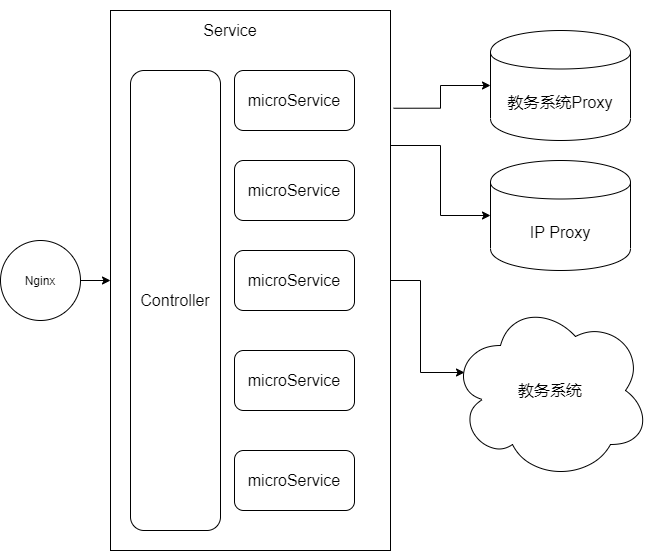 Service
microService
教务系统Proxy
microService
IP Proxy
Nginx
Controller
microService
microService
教务系统
microService